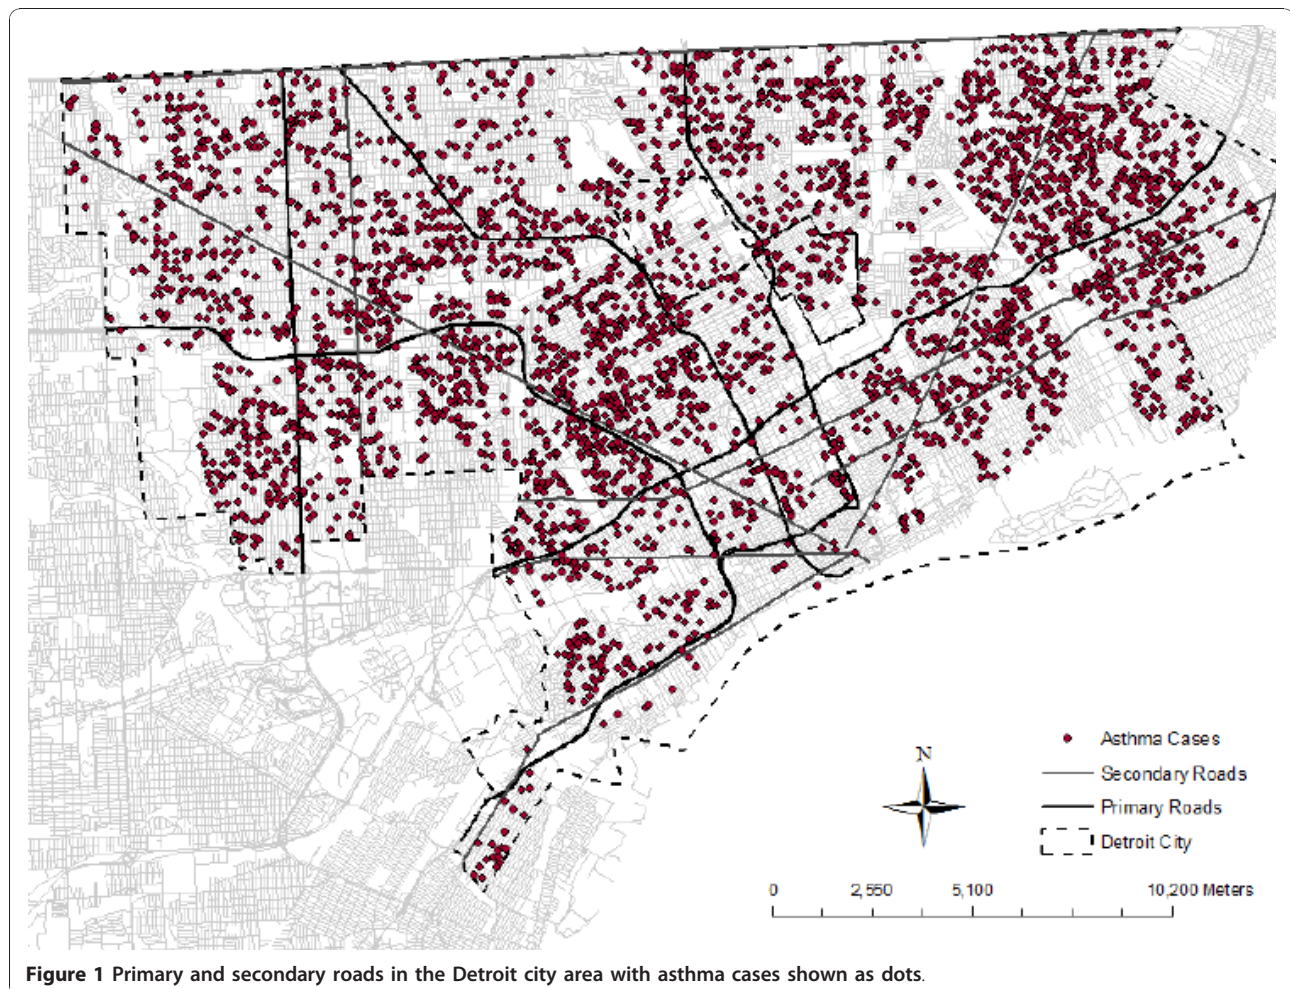 N
Asthma Cases
Secondary Roads
Primary Roads
Detroit City
0 2,550 5,100 10,200 Meters
Figure 1 Primary and secondary roads in the Detroit city area with asthma cases shown as dots.